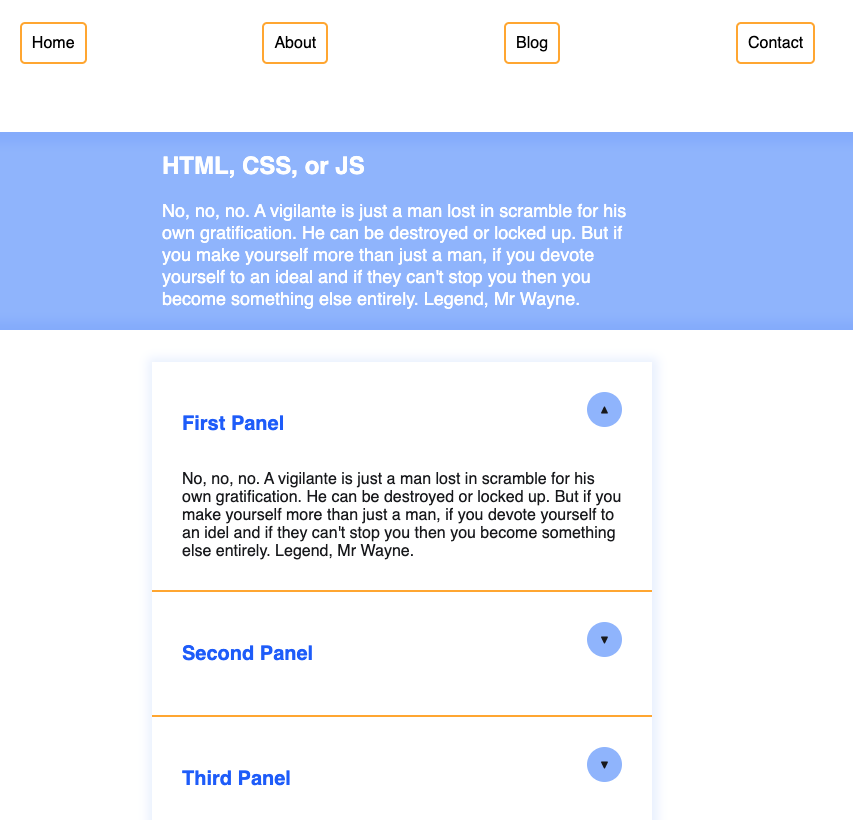 Home
About
Blog
Contact
HTML, CSS, or JS
No, no, no. A vigilante is just a man lost in scramble for his
own gratification. He can be destroyed or locked up. But if
you make yourself more than just a man, if you devote
yourself to an ideal and if they can't stop you then you
become something else entirely. Legend, Mr Wayne.
First Panel
▲
No, no, no. A vigilante is just a man lost in scramble for his
own gratification. He can be destroyed or locked up. But if you
make yourself more than just a man, if you devote yourself to
an idel and if they can't stop you then you become something
else entirely. Legend, Mr Wayne.
Second Panel
▼
Third Panel
▼